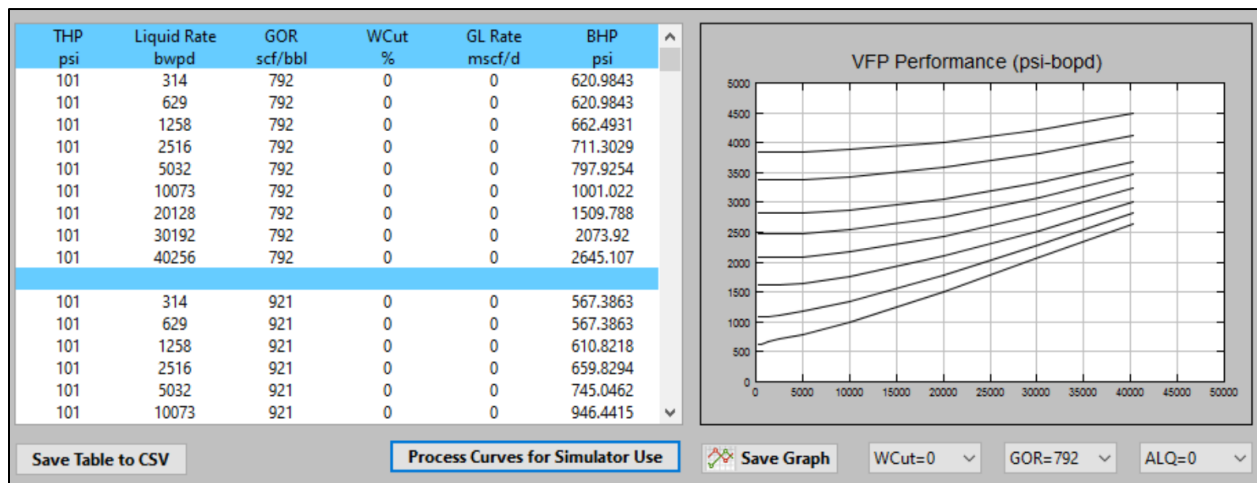 THP Liquid Rate GOR WCut GL Rate BHP
psi bwpd scf/bbl % mscf/d psi
101 314 792 0 0 620.9843
101 629 792 0 0 620.9843
101 1258 792 0 0 662.4931
101 2516 792 0 0 711.3029
101 5032 792 0 0 797.9254
101 10073 792 0 0 1001.022
101 20128 792 0 0 1509.788
101 30192 792 0 0 2073.92
101 40256 792 0 0 2645.107
101 314 921 0 0 567.3863
101 629 921 0 0 567.3863
101 1258 921 0 0 610.8218
101 2516 921 0 0 659.8294
101 5032 921 0 0 745.0462
101 10073 921 0 0 946.4415
VFP Performance (psi-bopd)
5000
4500
4000
3500
3000
2500
2000
1500
1000
500
0
0 5000 10000 15000 20000 25000 30000 35000 40000 45000 50000
Save Table to CSV Process Curves for Simulator Use Save Graph WCut=0 GOR=792 ALQ=0